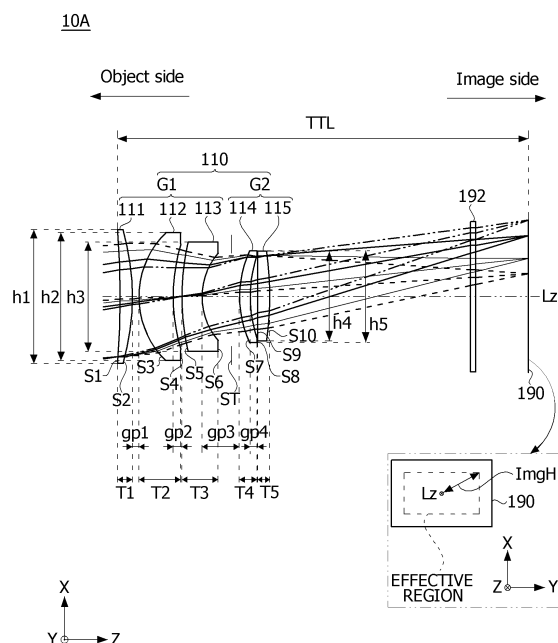 10A
Object side
Image side
TTL
110
G1
G2
111
112
113
114
115
192
h1
h2
h3
Lz
h4
h5
S1
S2
S3
S4
S5
S6
ST
S7
S10
S9
S8
190
gp1
gp2
gp3
gp4
T1
T2
T3
T4
T5
ImgH
Lz
190
EFFECTIVE
REGION
X
Z
Y
X
Y
Z